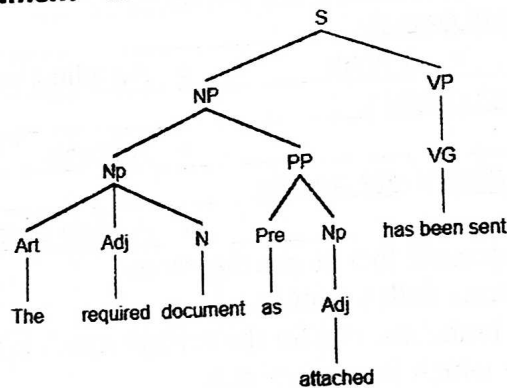 S
NP VP
Np PP VG
Art Adj N Pre Np has been sent
The required document as Adj
attached